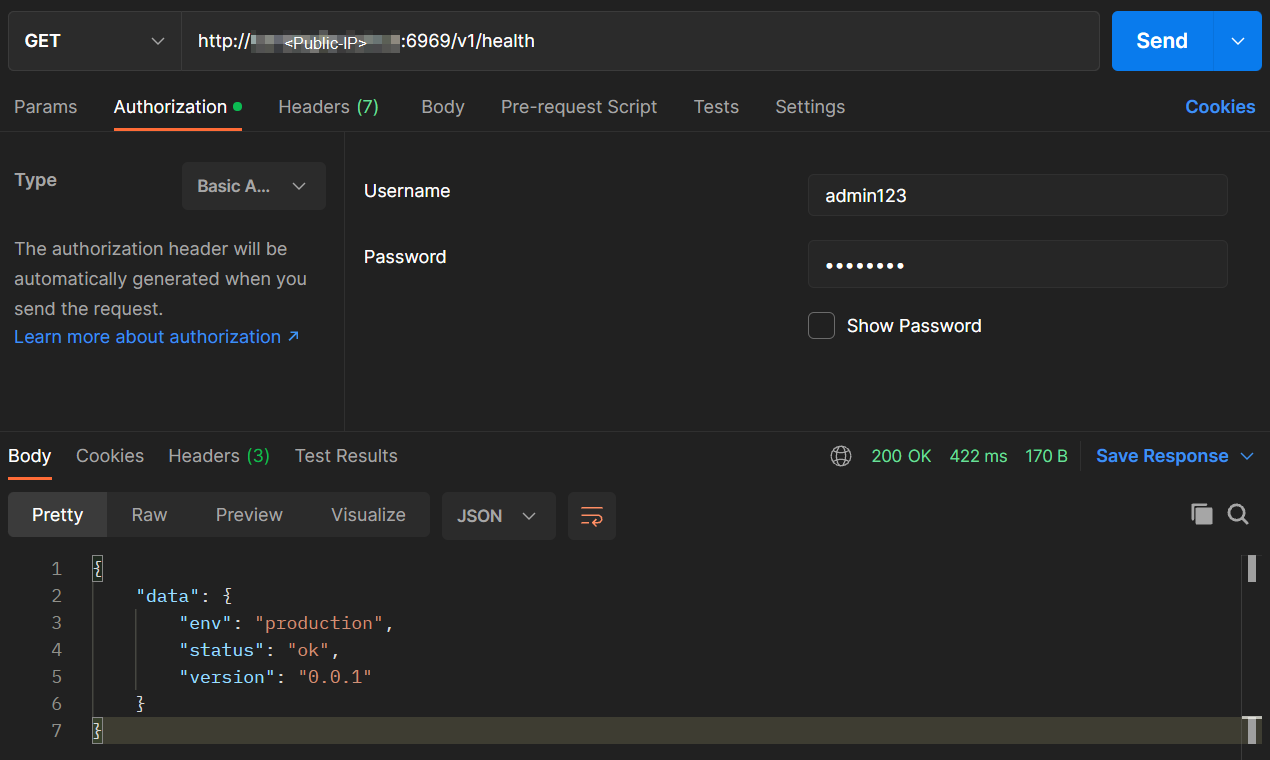 GET http://<Public-IP>:6969/v1/health Send
Params Authorization Headers (7) Body Pre-request Script Tests Settings Cookies
Type Basic A...
The authorization header will be
automatically generated when you
send the request.
Learn more about authorization ↗
Username admin123
Password ••••••••
Show Password
Body Cookies Headers (3) Test Results 200 OK 422 ms 170 B Save Response
Pretty Raw Preview Visualize JSON
1 {
2 "data": {
3 "env": "production",
4 "status": "ok",
5 "version": "0.0.1"
6 }
7 }